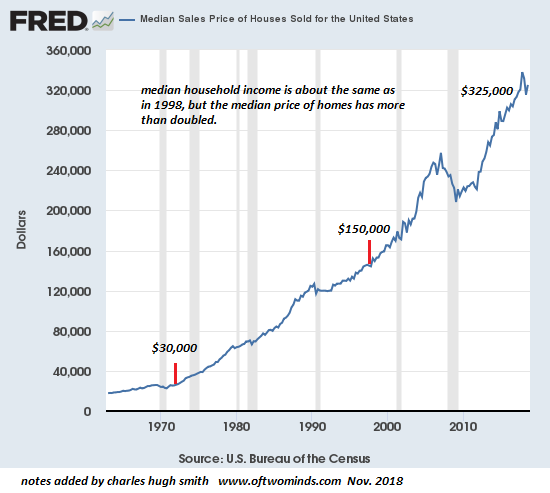 FRED
Median Sales Price of Houses Sold for the United States
360,000
320,000
280,000
240,000
200,000
160,000
120,000
80,000
40,000
0
Dollars
median household income is about the same as
in 1998, but the median price of homes has more
than doubled.
$325,000
$150,000
$30,000
1970 1980 1990 2000 2010
Source: U.S. Bureau of the Census
notes added by charles hugh smith www.oftwominds.com Nov. 2018